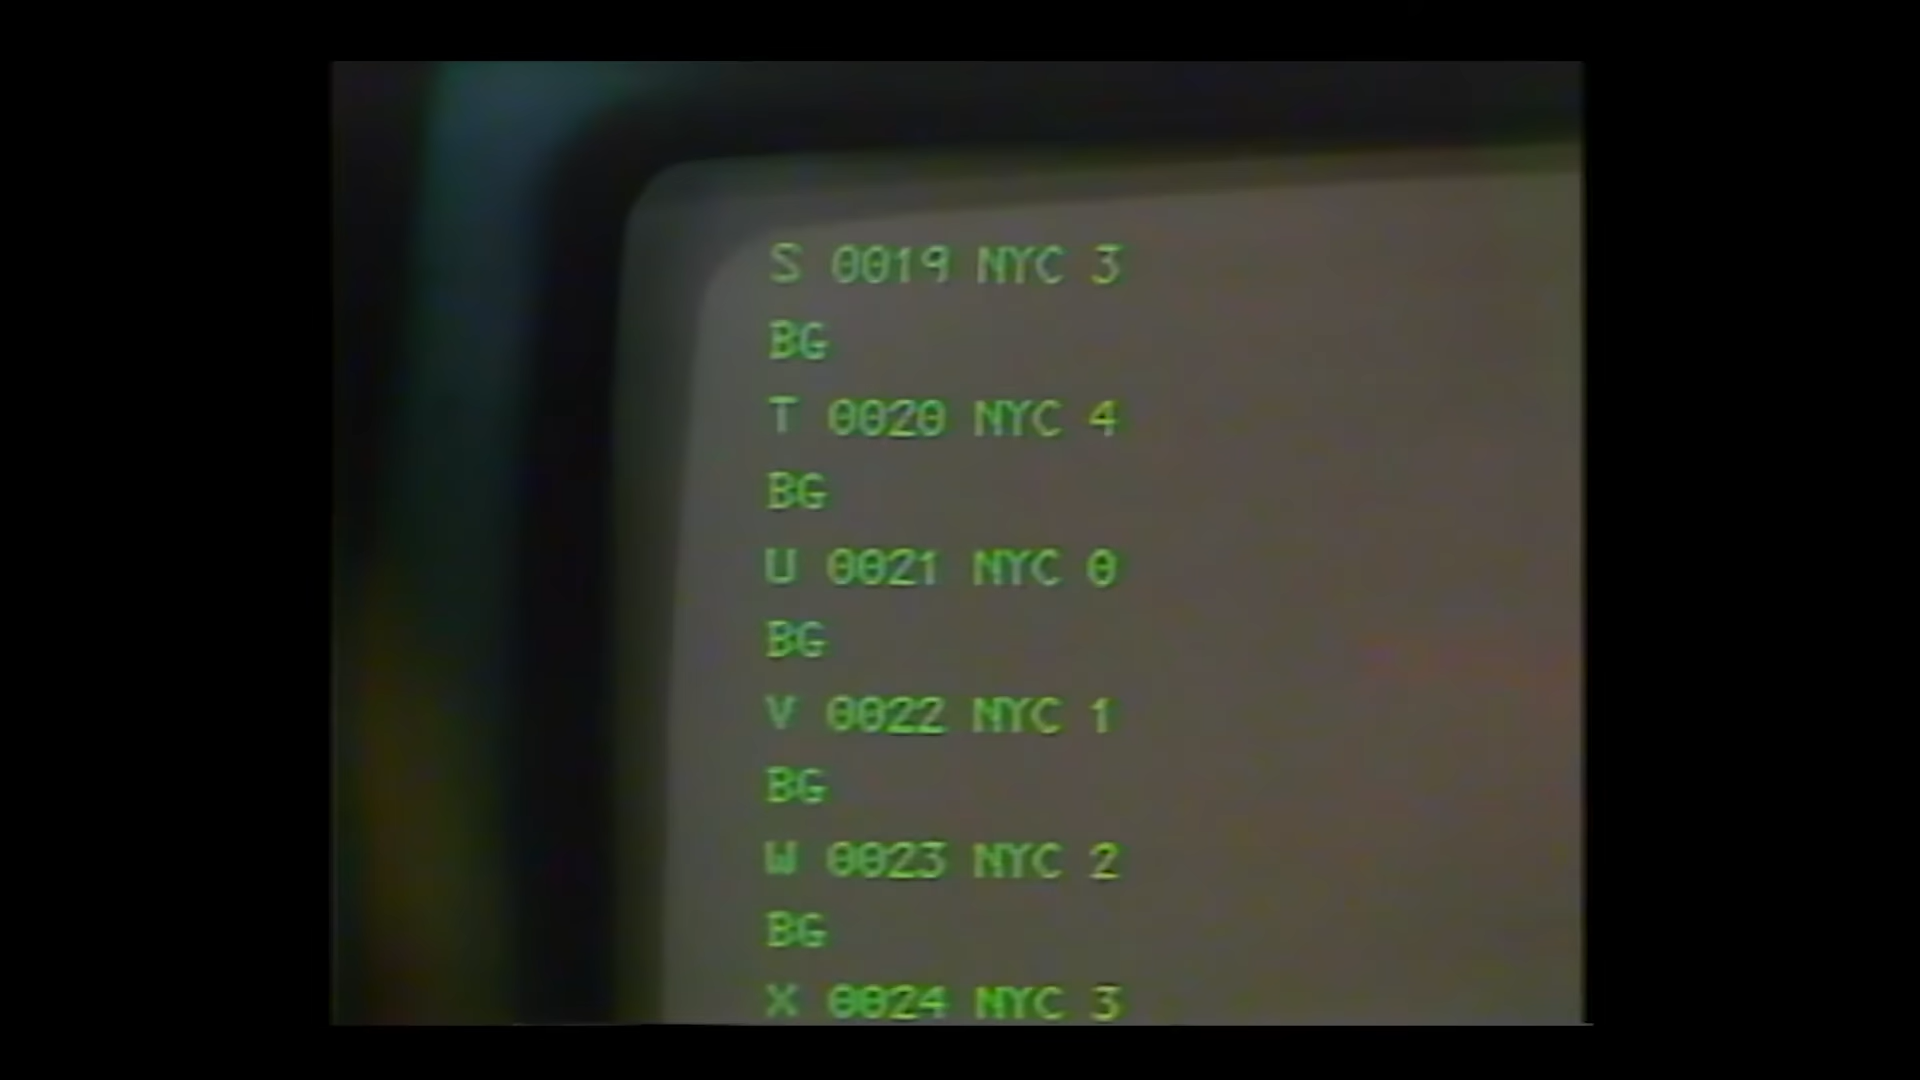 S 0019 NYC 3
BG
T 0020 NYC 4
BG
U 0021 NYC 0
BG
V 0022 NYC 1
BG
W 0023 NYC 2
BG
X 0024 NYC 3